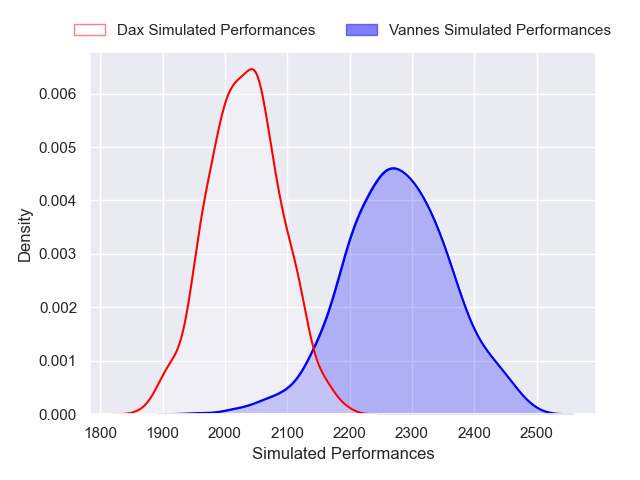 Dax Simulated Performances Vannes Simulated Performances
0.006
0.005
0.004
0.003
0.002
0.001
0.000
Density
1800 1900 2000 2100 2200 2300 2400 2500
Simulated Performances